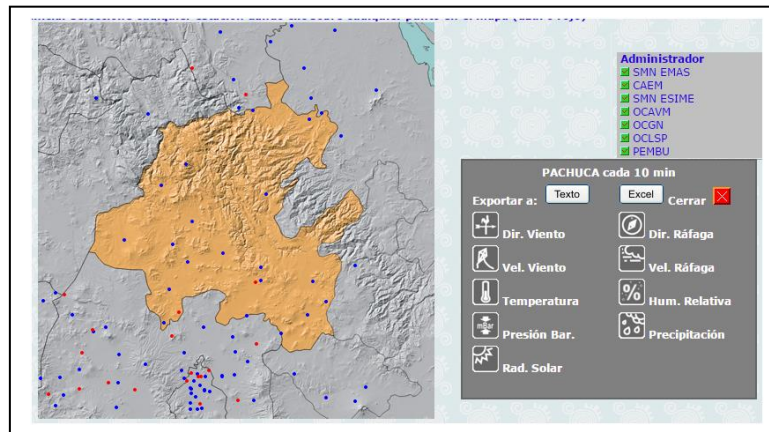 Administrador
SMN EMAS
CAEM
SMN ESIME
OCAVM
OCGN
OCLSP
PEMBU
PACHUCA cada 10 min
Exportar a: Texto Excel Cerrar
Dir. Viento Dir. Ráfaga
Vel. Viento Vel. Ráfaga
Temperatura Hum. Relativa
mBar
Presión Bar. Precipitación
Rad. Solar